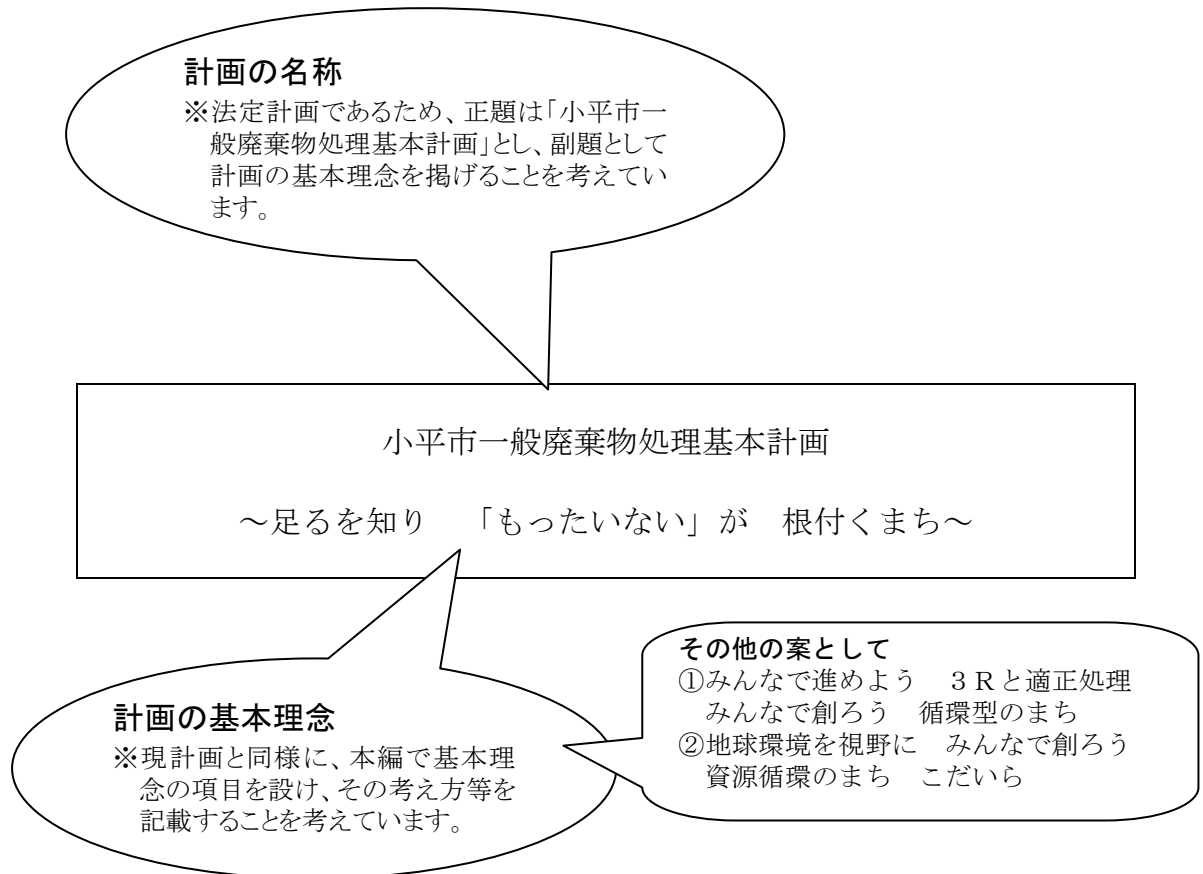 計画の名称
※法定計画であるため、正題は「小平市一
般廃棄物処理基本計画」とし、副題として
計画の基本理念を掲げることを考えてい
ます。
小平市一般廃棄物処理基本計画
～足るを知り　「もったいない」が　根付くまち～
計画の基本理念
※現計画と同様に、本編で基本理
念の項目を設け、その考え方等を
記載することを考えています。
その他の案として
①みんなで進めよう　３Ｒと適正処理
みんなで創ろう　循環型のまち
②地球環境を視野に　みんなで創ろう
資源循環のまち　こだいら